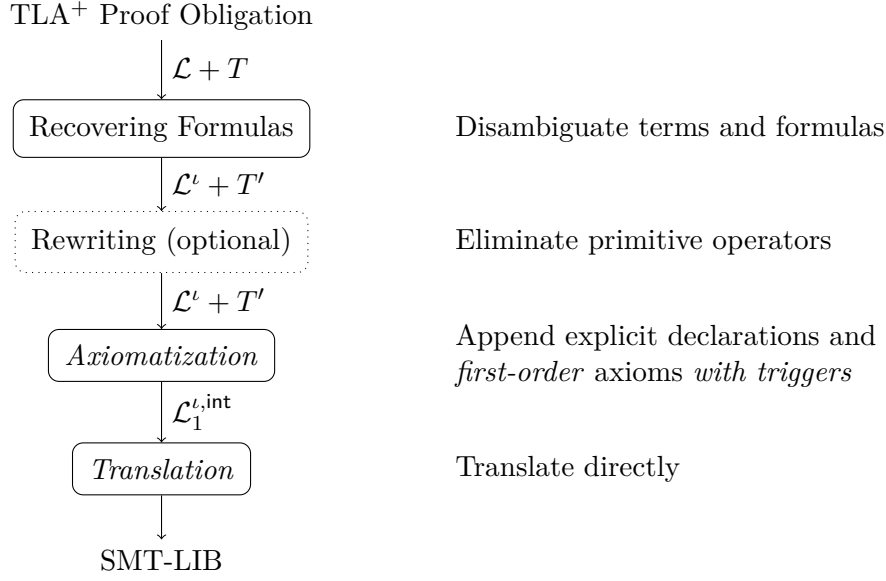 TLA⁺ Proof Obligation
ℒ + T
Recovering Formulas
Disambiguate terms and formulas
ℒ^ι + T′
Rewriting (optional)
Eliminate primitive operators
ℒ^ι + T′
Axiomatization
Append explicit declarations and
first-order axioms with triggers
ℒ₁^{ι,int}
Translation
Translate directly
SMT-LIB